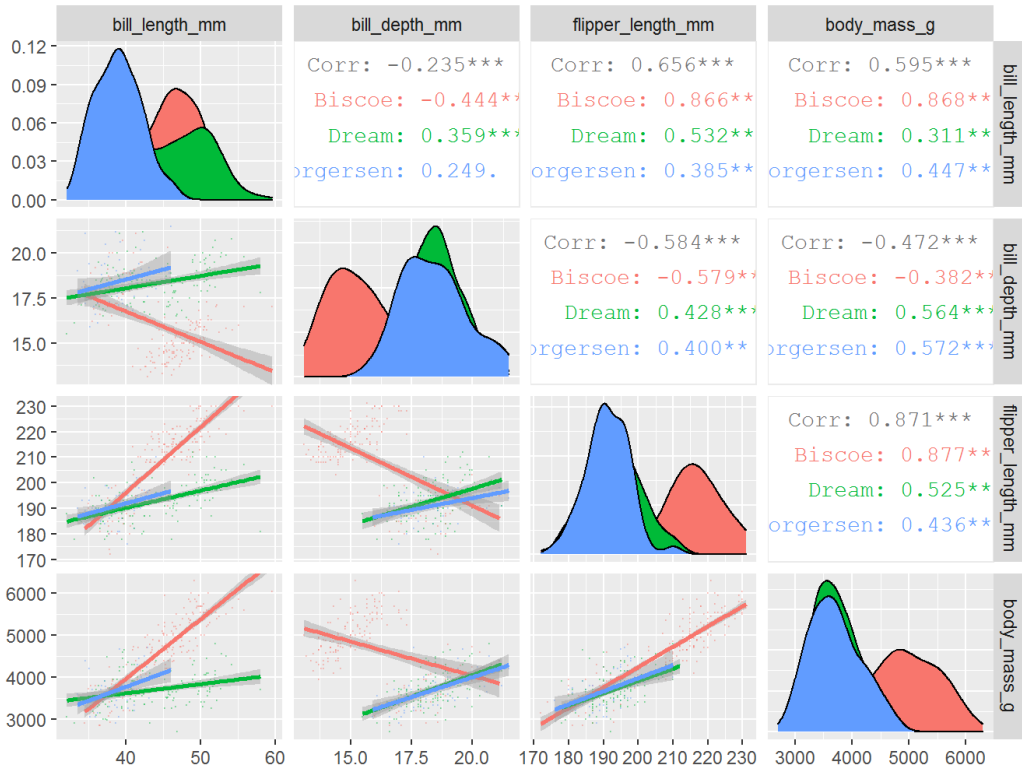 bill_length_mm bill_depth_mm flipper_length_mm body_mass_g
0.12
0.09
0.06
0.03
0.00
Corr: -0.235***
Biscoe: -0.444**
Dream: 0.359***
orgersen: 0.249.
Corr: 0.656***
Biscoe: 0.866**
Dream: 0.532**
orgersen: 0.385**
Corr: 0.595***
Biscoe: 0.868**
Dream: 0.311**
orgersen: 0.447**
bill_length_mm
20.0
17.5
15.0
Corr: -0.584***
Biscoe: -0.579**
Dream: 0.428***
orgersen: 0.400**
Corr: -0.472***
Biscoe: -0.382**
Dream: 0.564***
orgersen: 0.572***
bill_depth_mm
230
220
210
200
190
180
170
Corr: 0.871***
Biscoe: 0.877**
Dream: 0.525**
orgersen: 0.436**
flipper_length_mm
6000
5000
4000
3000
body_mass_g
40 50 60 15.0 17.5 20.0 170 180 190 200 210 220 230 3000 4000 5000 6000